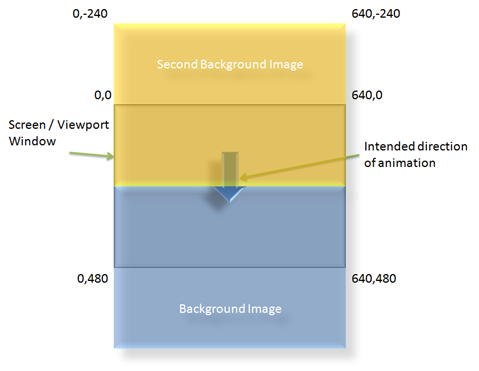 0,-240
640,-240
Second Background Image
0,0
640,0
Screen / Viewport
Window
Intended direction
of animation
0,480
640,480
Background Image